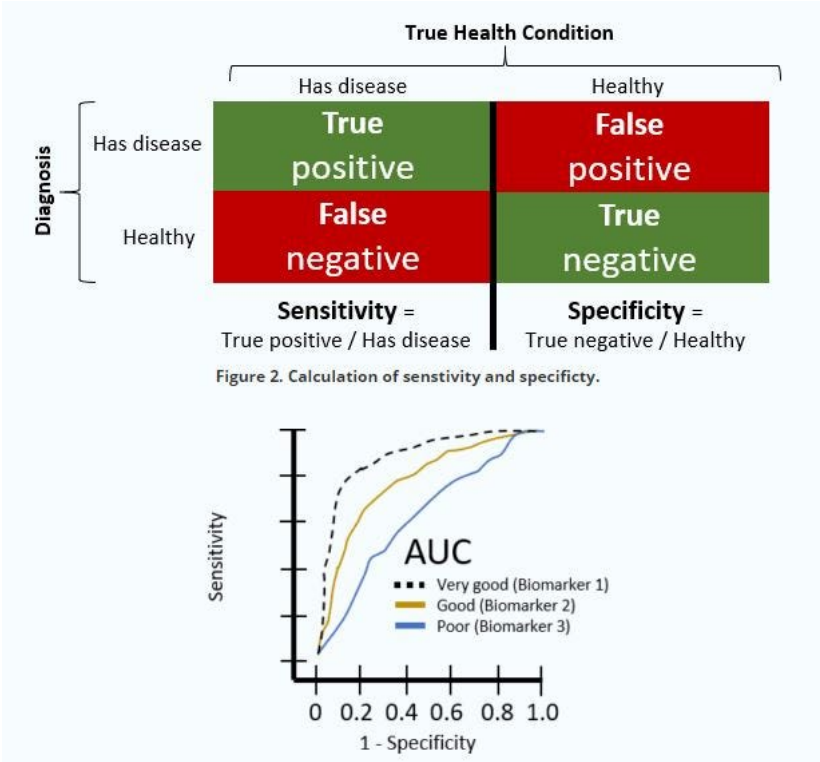 True Health Condition
Has disease
Healthy
Diagnosis
Has disease
True
positive
False
positive
Healthy
False
negative
True
negative
Sensitivity =
True positive / Has disease
Specificity =
True negative / Healthy
Figure 2. Calculation of senstivity and specificty.
Sensitivity
AUC
Very good (Biomarker 1)
Good (Biomarker 2)
Poor (Biomarker 3)
0 0.2 0.4 0.6 0.8 1.0
1 - Specificity